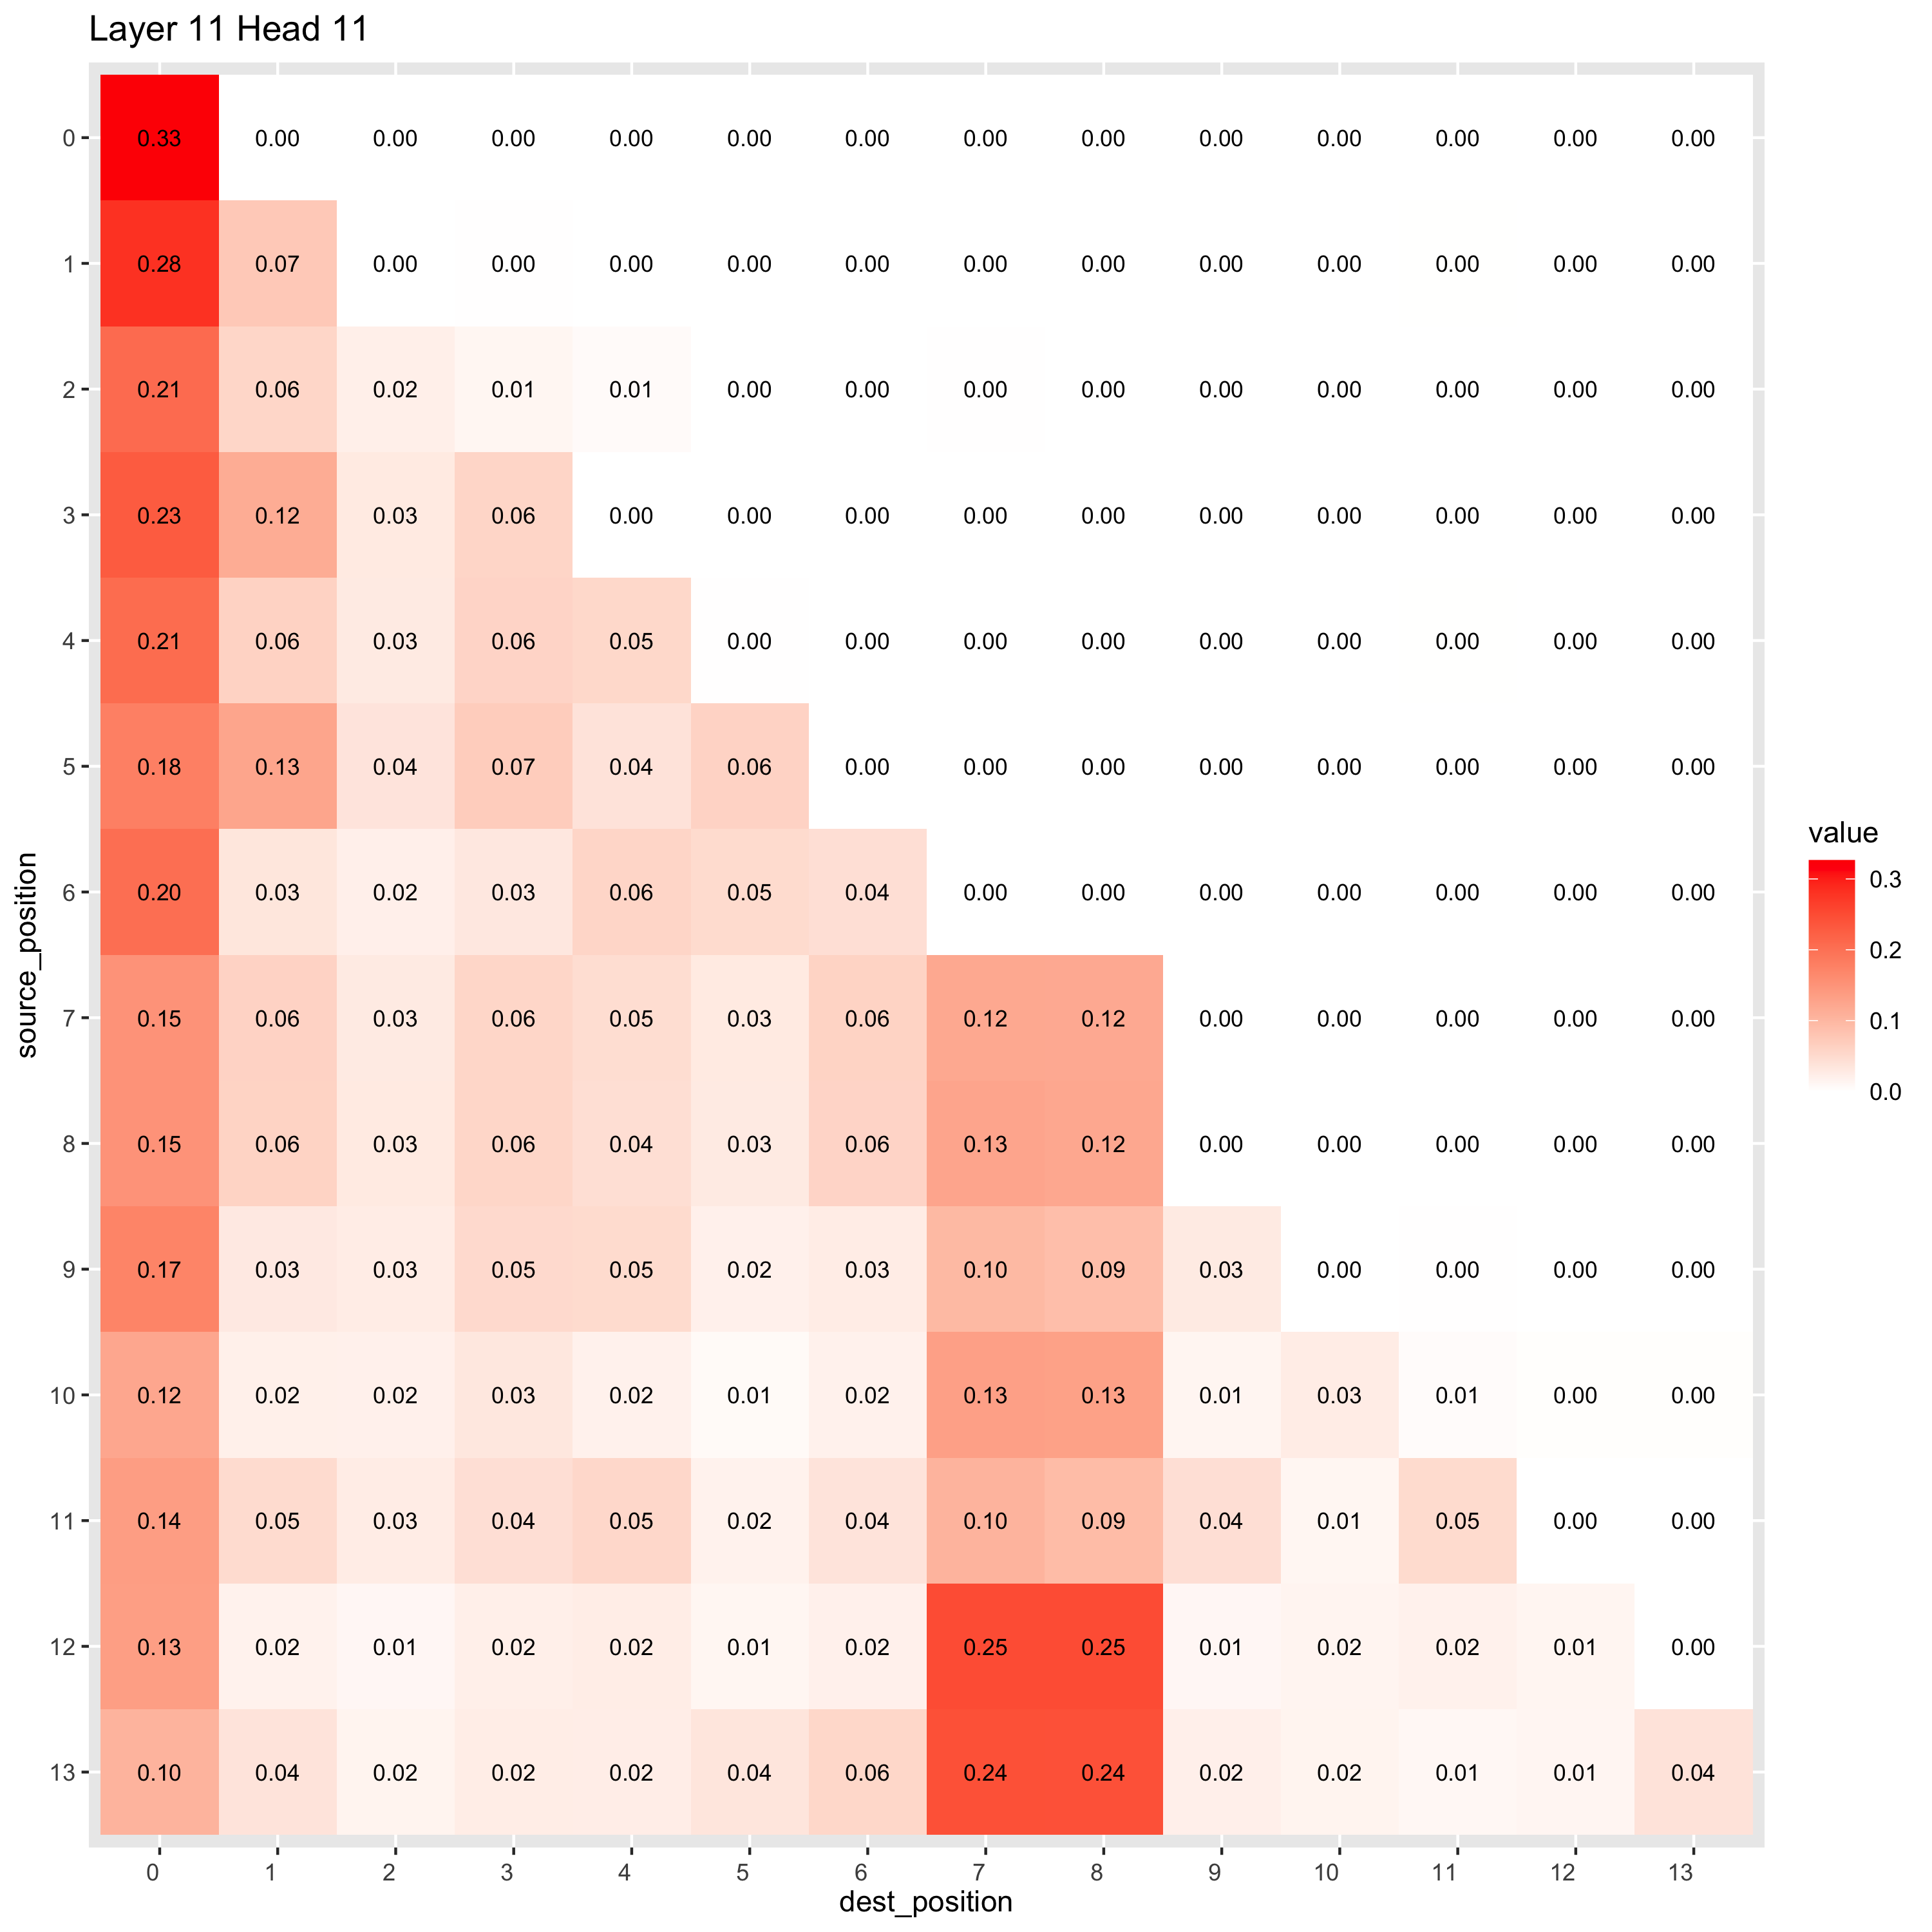 Layer 11 Head 11
0 0.33 0.00 0.00 0.00 0.00 0.00 0.00 0.00 0.00 0.00 0.00 0.00 0.00 0.00
1 0.28 0.07 0.00 0.00 0.00 0.00 0.00 0.00 0.00 0.00 0.00 0.00 0.00 0.00
2 0.21 0.06 0.02 0.01 0.01 0.00 0.00 0.00 0.00 0.00 0.00 0.00 0.00 0.00
3 0.23 0.12 0.03 0.06 0.00 0.00 0.00 0.00 0.00 0.00 0.00 0.00 0.00 0.00
4 0.21 0.06 0.03 0.06 0.05 0.00 0.00 0.00 0.00 0.00 0.00 0.00 0.00 0.00
5 0.18 0.13 0.04 0.07 0.04 0.06 0.00 0.00 0.00 0.00 0.00 0.00 0.00 0.00
6 0.20 0.03 0.02 0.03 0.06 0.05 0.04 0.00 0.00 0.00 0.00 0.00 0.00 0.00
7 0.15 0.06 0.03 0.06 0.05 0.03 0.06 0.12 0.12 0.00 0.00 0.00 0.00 0.00
8 0.15 0.06 0.03 0.06 0.04 0.03 0.06 0.13 0.12 0.00 0.00 0.00 0.00 0.00
9 0.17 0.03 0.03 0.05 0.05 0.02 0.03 0.10 0.09 0.03 0.00 0.00 0.00 0.00
10 0.12 0.02 0.02 0.03 0.02 0.01 0.02 0.13 0.13 0.01 0.03 0.01 0.00 0.00
11 0.14 0.05 0.03 0.04 0.05 0.02 0.04 0.10 0.09 0.04 0.01 0.05 0.00 0.00
12 0.13 0.02 0.01 0.02 0.02 0.01 0.02 0.25 0.25 0.01 0.02 0.02 0.01 0.00
13 0.10 0.04 0.02 0.02 0.02 0.04 0.06 0.24 0.24 0.02 0.02 0.01 0.01 0.04
0 1 2 3 4 5 6 7 8 9 10 11 12 13
dest_position
source_position
value
0.3
0.2
0.1
0.0